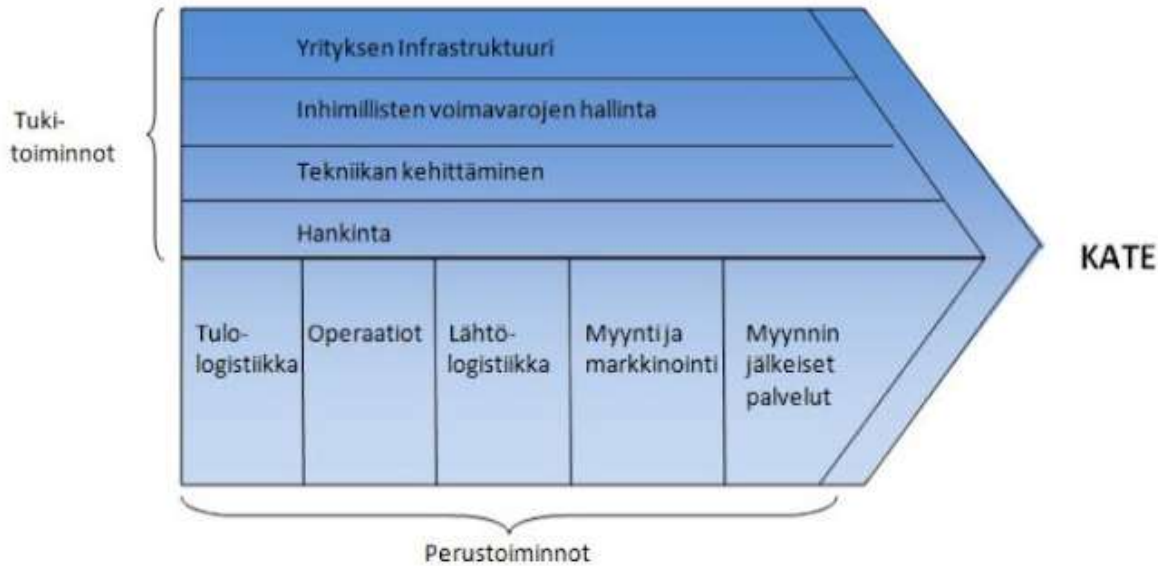 Yrityksen Infrastruktuuri
Inhimillisten voimavarojen hallinta
Tuki-
toiminnot
Tekniikan kehittäminen
Hankinta
KATE
Tulo-
logistiikka
Operaatiot
Lähtö-
logistiikka
Myynti ja
markkinointi
Myynnin
jälkeiset
palvelut
Perustoiminnot